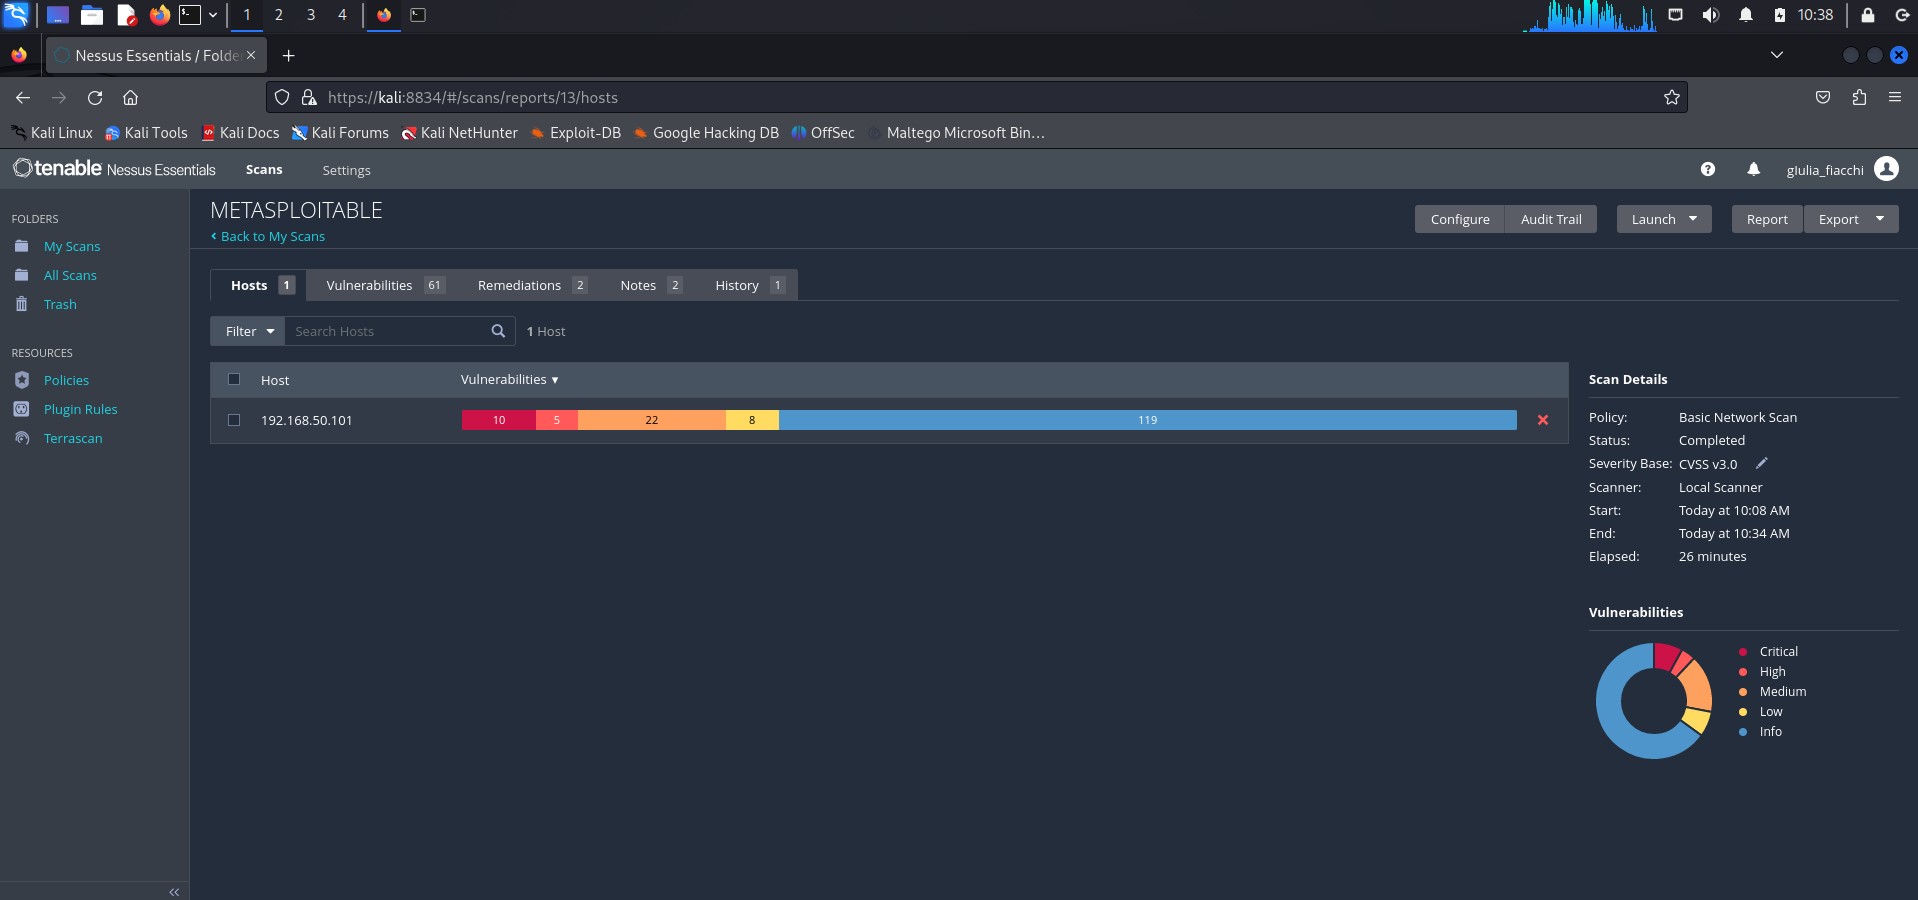 1 2 3 4 10:38
Nessus Essentials / Folde
https://kali:8834/#/scans/reports/13/hosts
Kali Linux Kali Tools Kali Docs Kali Forums Kali NetHunter Exploit-DB Google Hacking DB OffSec Maltego Microsoft Bin…
tenable Nessus Essentials Scans Settings gIulia_fiacchi
FOLDERS
My Scans
All Scans
Trash
RESOURCES
Policies
Plugin Rules
Terrascan
METASPLOITABLE
Back to My Scans
Configure Audit Trail Launch Report Export
Hosts 1 Vulnerabilities 61 Remediations 2 Notes 2 History 1
Filter Search Hosts 1 Host
Host Vulnerabilities
192.168.50.101 10 5 22 8 119
Scan Details
Policy: Basic Network Scan
Status: Completed
Severity Base: CVSS v3.0
Scanner: Local Scanner
Start: Today at 10:08 AM
End: Today at 10:34 AM
Elapsed: 26 minutes
Vulnerabilities
Critical
High
Medium
Low
Info